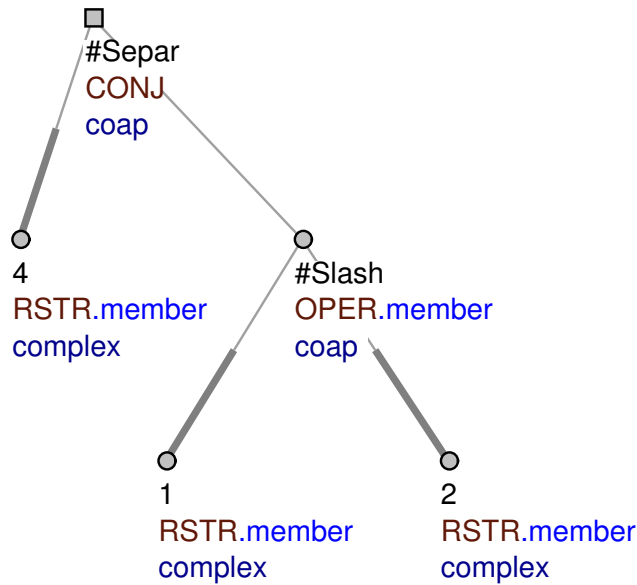 #Separ
CONJ
coap
4
RSTR.member
complex
#Slash
OPER.member
coap
1
RSTR.member
complex
2
RSTR.member
complex